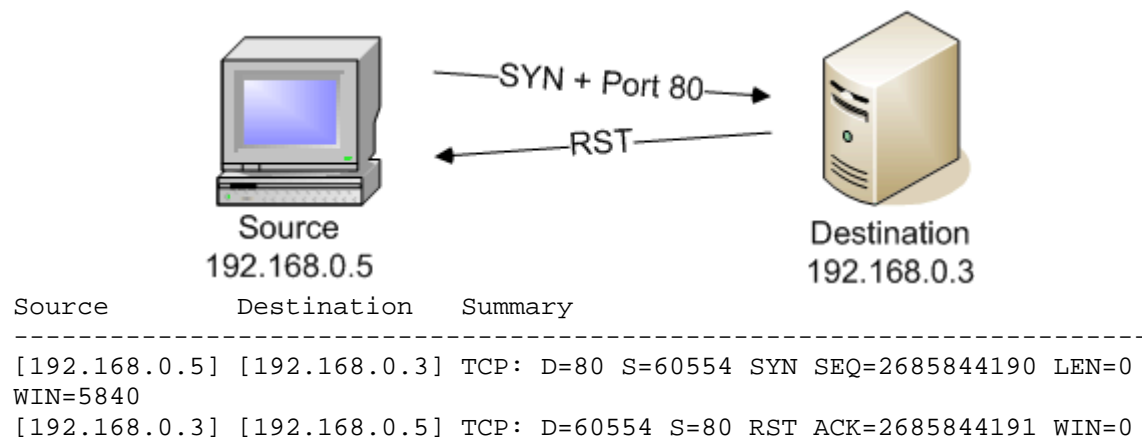 SYN + Port 80
RST
Source
192.168.0.5
Destination
192.168.0.3
Source Destination Summary
--------------------------------------------------------------------------
[192.168.0.5] [192.168.0.3] TCP: D=80 S=60554 SYN SEQ=2685844190 LEN=0
WIN=5840
[192.168.0.3] [192.168.0.5] TCP: D=60554 S=80 RST ACK=2685844191 WIN=0